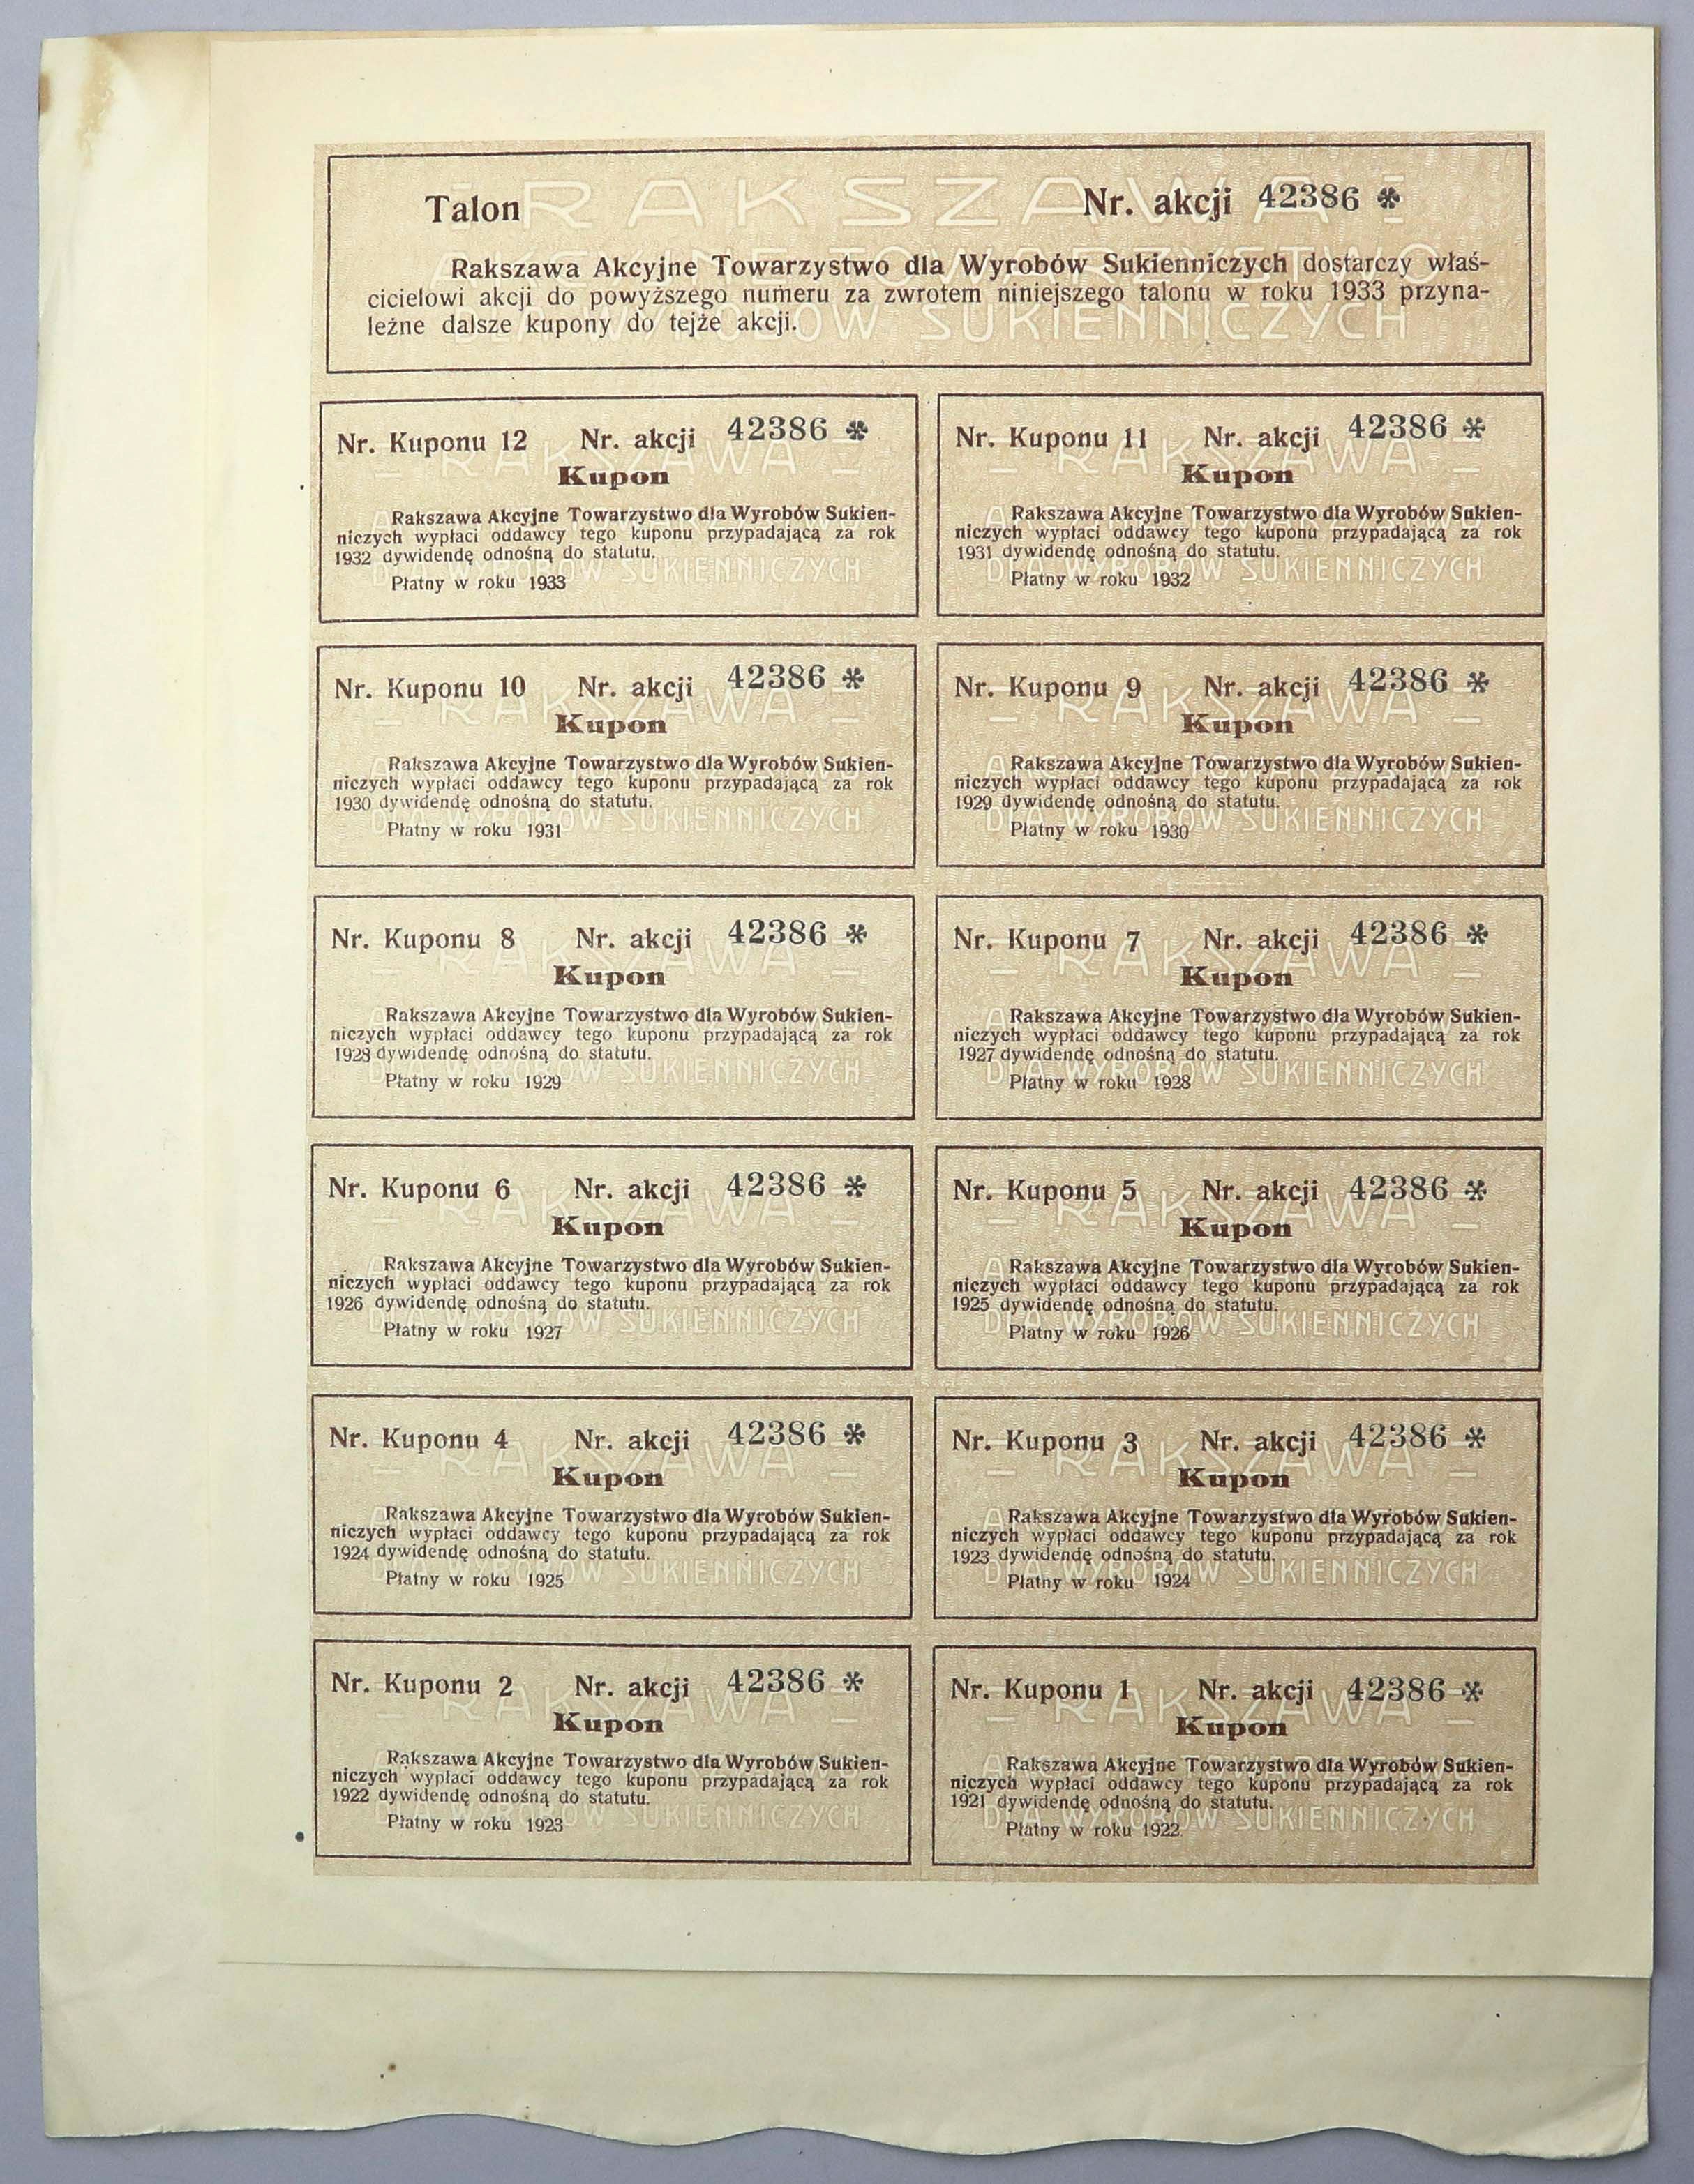 Talon Nr. akcji 42386 *
Rakszawa Akcyjne Towarzystwo dla Wyrobów Sukienniczych dostarczy właś-
cicielowi akcji do powyższego numeru za zwrotem niniejszego talonu w roku 1933 przyna-
leżne dalsze kupony do tejże akcji.
Nr. Kuponu 12 Nr. akcji 42386 *
Kupon
Rakszawa Akcyjne Towarzystwo dla Wyrobów Sukien-
niczych wypłaci oddawcy tego kuponu przypadającą za rok
1932 dywidendę odnośną do statutu.
Płatny w roku 1933
Nr. Kuponu 11 Nr. akcji 42386 *
Kupon
Rakszawa Akcyjne Towarzystwo dla Wyrobów Sukien-
niczych wypłaci oddawcy tego kuponu przypadającą za rok
1931 dywidendę odnośną do statutu.
Płatny w roku 1932
Nr. Kuponu 10 Nr. akcji 42386 *
Kupon
Rakszawa Akcyjne Towarzystwo dla Wyrobów Sukien-
niczych wypłaci oddawcy tego kuponu przypadającą za rok
1930 dywidendę odnośną do statutu.
Płatny w roku 1931
Nr. Kuponu 9 Nr. akcji 42386 *
Kupon
Rakszawa Akcyjne Towarzystwo dla Wyrobów Sukien-
niczych wypłaci oddawcy tego kuponu przypadającą za rok
1929 dywidendę odnośną do statutu.
Płatny w roku 1930
Nr. Kuponu 8 Nr. akcji 42386 *
Kupon
Rakszawa Akcyjne Towarzystwo dla Wyrobów Sukien-
niczych wypłaci oddawcy tego kuponu przypadającą za rok
1928 dywidendę odnośną do statutu.
Płatny w roku 1929
Nr. Kuponu 7 Nr. akcji 42386 *
Kupon
Rakszawa Akcyjne Towarzystwo dla Wyrobów Sukien-
niczych wypłaci oddawcy tego kuponu przypadającą za rok
1927 dywidendę odnośną do statutu.
Płatny w roku 1928
Nr. Kuponu 6 Nr. akcji 42386 *
Kupon
Rakszawa Akcyjne Towarzystwo dla Wyrobów Sukien-
niczych wypłaci oddawcy tego kuponu przypadającą za rok
1926 dywidendę odnośną do statutu.
Płatny w roku 1927
Nr. Kuponu 5 Nr. akcji 42386 *
Kupon
Rakszawa Akcyjne Towarzystwo dla Wyrobów Sukien-
niczych wypłaci oddawcy tego kuponu przypadającą za rok
1925 dywidendę odnośną do statutu.
Płatny w roku 1926
Nr. Kuponu 4 Nr. akcji 42386 *
Kupon
Rakszawa Akcyjne Towarzystwo dla Wyrobów Sukien-
niczych wypłaci oddawcy tego kuponu przypadającą za rok
1924 dywidendę odnośną do statutu.
Płatny w roku 1925
Nr. Kuponu 3 Nr. akcji 42386 *
Kupon
Rakszawa Akcyjne Towarzystwo dla Wyrobów Sukien-
niczych wypłaci oddawcy tego kuponu przypadającą za rok
1923 dywidendę odnośną do statutu.
Płatny w roku 1924
Nr. Kuponu 2 Nr. akcji 42386 *
Kupon
Rakszawa Akcyjne Towarzystwo dla Wyrobów Sukien-
niczych wypłaci oddawcy tego kuponu przypadającą za rok
1922 dywidendę odnośną do statutu.
Płatny w roku 1923
Nr. Kuponu 1 Nr. akcji 42386 *
Kupon
Rakszawa Akcyjne Towarzystwo dla Wyrobów Sukien-
niczych wypłaci oddawcy tego kuponu przypadającą za rok
1921 dywidendę odnośną do statutu.
Płatny w roku 1922